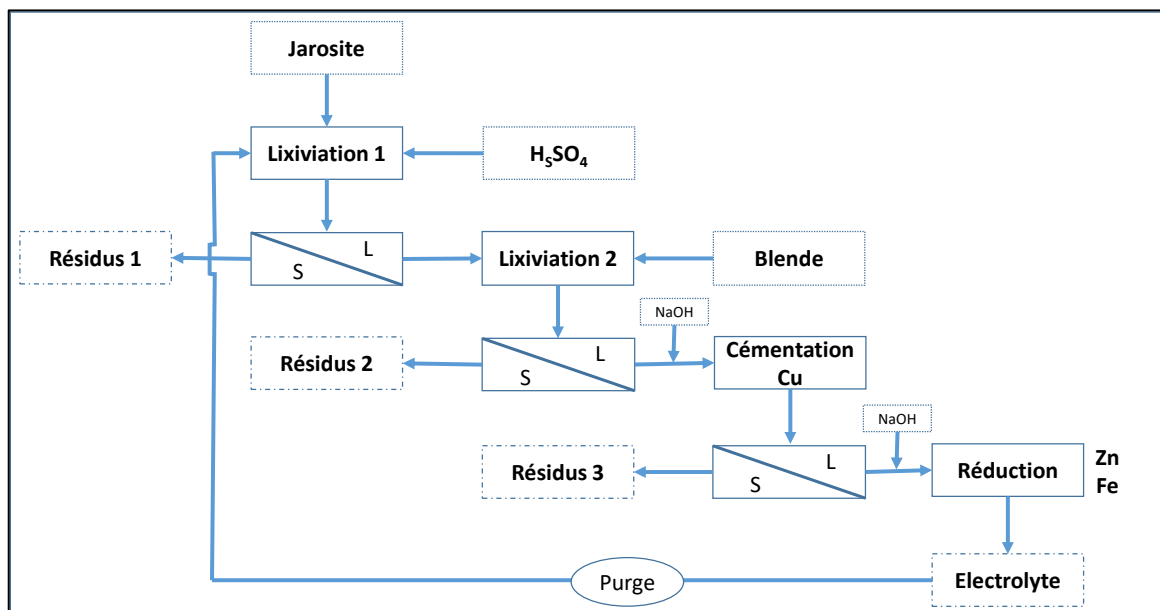 Jarosite
Lixiviation 1
HSSO4
Résidus 1
L
S
Lixiviation 2
Blende
NaOH
Résidus 2
L
S
Cémentation
Cu
NaOH
Résidus 3
L
S
Réduction
Zn
Fe
Purge
Electrolyte